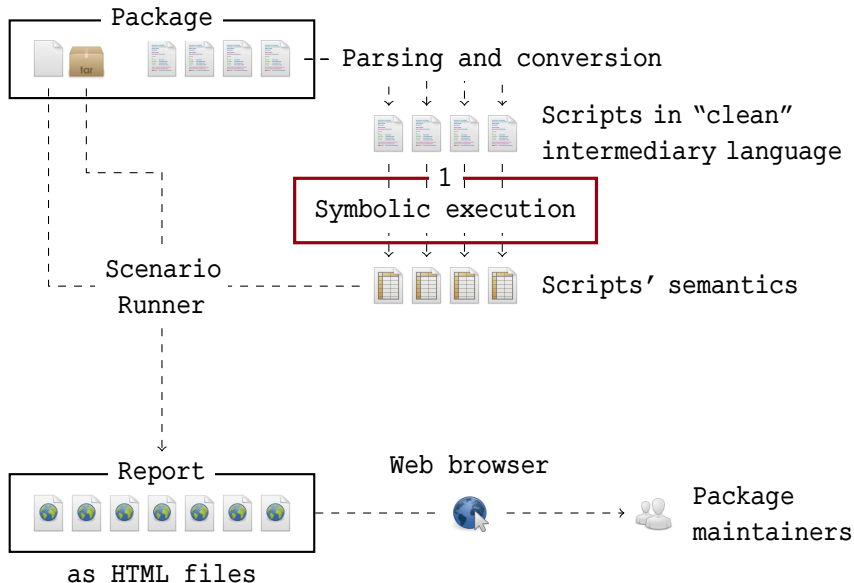 Package
tar
Parsing and conversion
Scripts in “clean”
intermediary language
1
Symbolic execution
Scenario
Runner
Scripts’ semantics
Report
Web browser
Package
maintainers
as HTML files